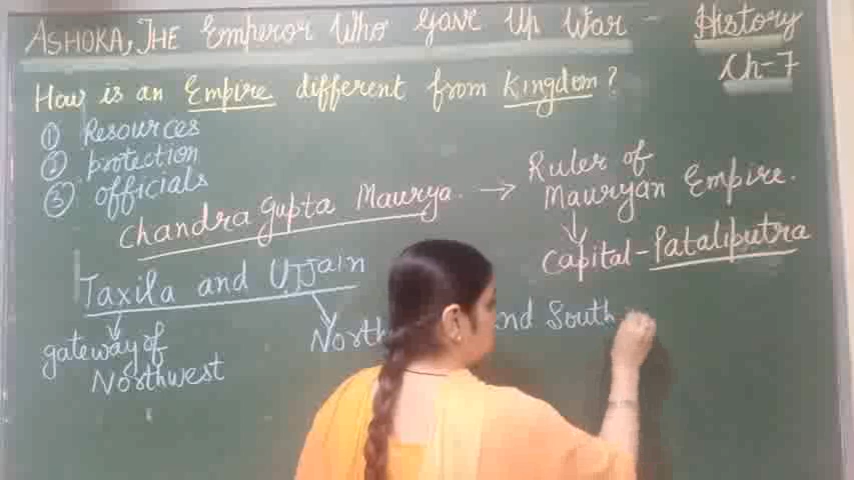 ASHOKA, THE Emperor Who Gave Up War - History
Ch-7
How is an Empire different from Kingdom?
① Resources
② protection
③ officials
Chandragupta Maurya. → Ruler of
Mauryan Empire.
Capital - Pataliputra
Taxila and Ujjain
gateway of
Northwest
North
and South